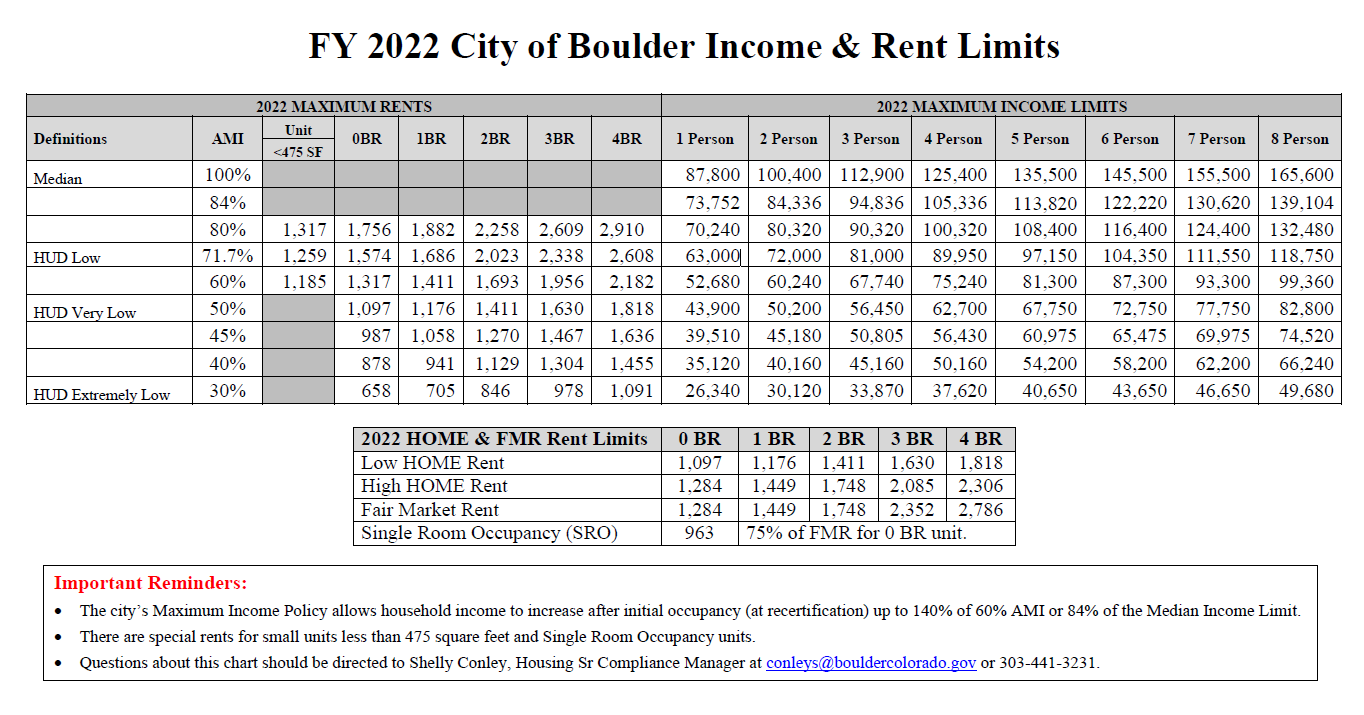 FY 2022 City of Boulder Income & Rent Limits
2022 MAXIMUM RENTS 2022 MAXIMUM INCOME LIMITS
Definitions AMI Unit <475 SF 0BR 1BR 2BR 3BR 4BR 1 Person 2 Person 3 Person 4 Person 5 Person 6 Person 7 Person 8 Person
Median 100% 87,800 100,400 112,900 125,400 135,500 145,500 155,500 165,600
84% 73,752 84,336 94,836 105,336 113,820 122,220 130,620 139,104
80% 1,317 1,756 1,882 2,258 2,609 2,910 70,240 80,320 90,320 100,320 108,400 116,400 124,400 132,480
HUD Low 71.7% 1,259 1,574 1,686 2,023 2,338 2,608 63,000 72,000 81,000 89,950 97,150 104,350 111,550 118,750
60% 1,185 1,317 1,411 1,693 1,956 2,182 52,680 60,240 67,740 75,240 81,300 87,300 93,300 99,360
HUD Very Low 50% 1,097 1,176 1,411 1,630 1,818 43,900 50,200 56,450 62,700 67,750 72,750 77,750 82,800
45% 987 1,058 1,270 1,467 1,636 39,510 45,180 50,805 56,430 60,975 65,475 69,975 74,520
40% 878 941 1,129 1,304 1,455 35,120 40,160 45,160 50,160 54,200 58,200 62,200 66,240
HUD Extremely Low 30% 658 705 846 978 1,091 26,340 30,120 33,870 37,620 40,650 43,650 46,650 49,680
2022 HOME & FMR Rent Limits 0 BR 1 BR 2 BR 3 BR 4 BR
Low HOME Rent 1,097 1,176 1,411 1,630 1,818
High HOME Rent 1,284 1,449 1,748 2,085 2,306
Fair Market Rent 1,284 1,449 1,748 2,352 2,786
Single Room Occupancy (SRO) 963 75% of FMR for 0 BR unit.
Important Reminders:
• The city's Maximum Income Policy allows household income to increase after initial occupancy (at recertification) up to 140% of 60% AMI or 84% of the Median Income Limit.
• There are special rents for small units less than 475 square feet and Single Room Occupancy units.
• Questions about this chart should be directed to Shelly Conley, Housing Sr Compliance Manager at conleys@bouldercolorado.gov or 303-441-3231.